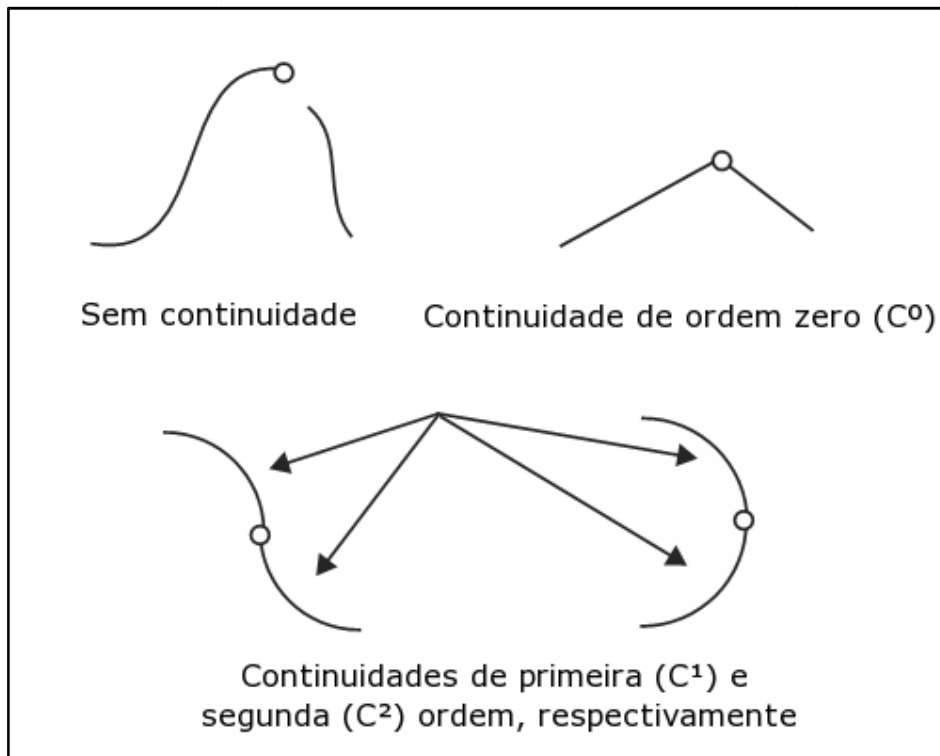 Sem continuidade
Continuidade de ordem zero (C⁰)
Continuidades de primeira (C¹) e
segunda (C²) ordem, respectivamente